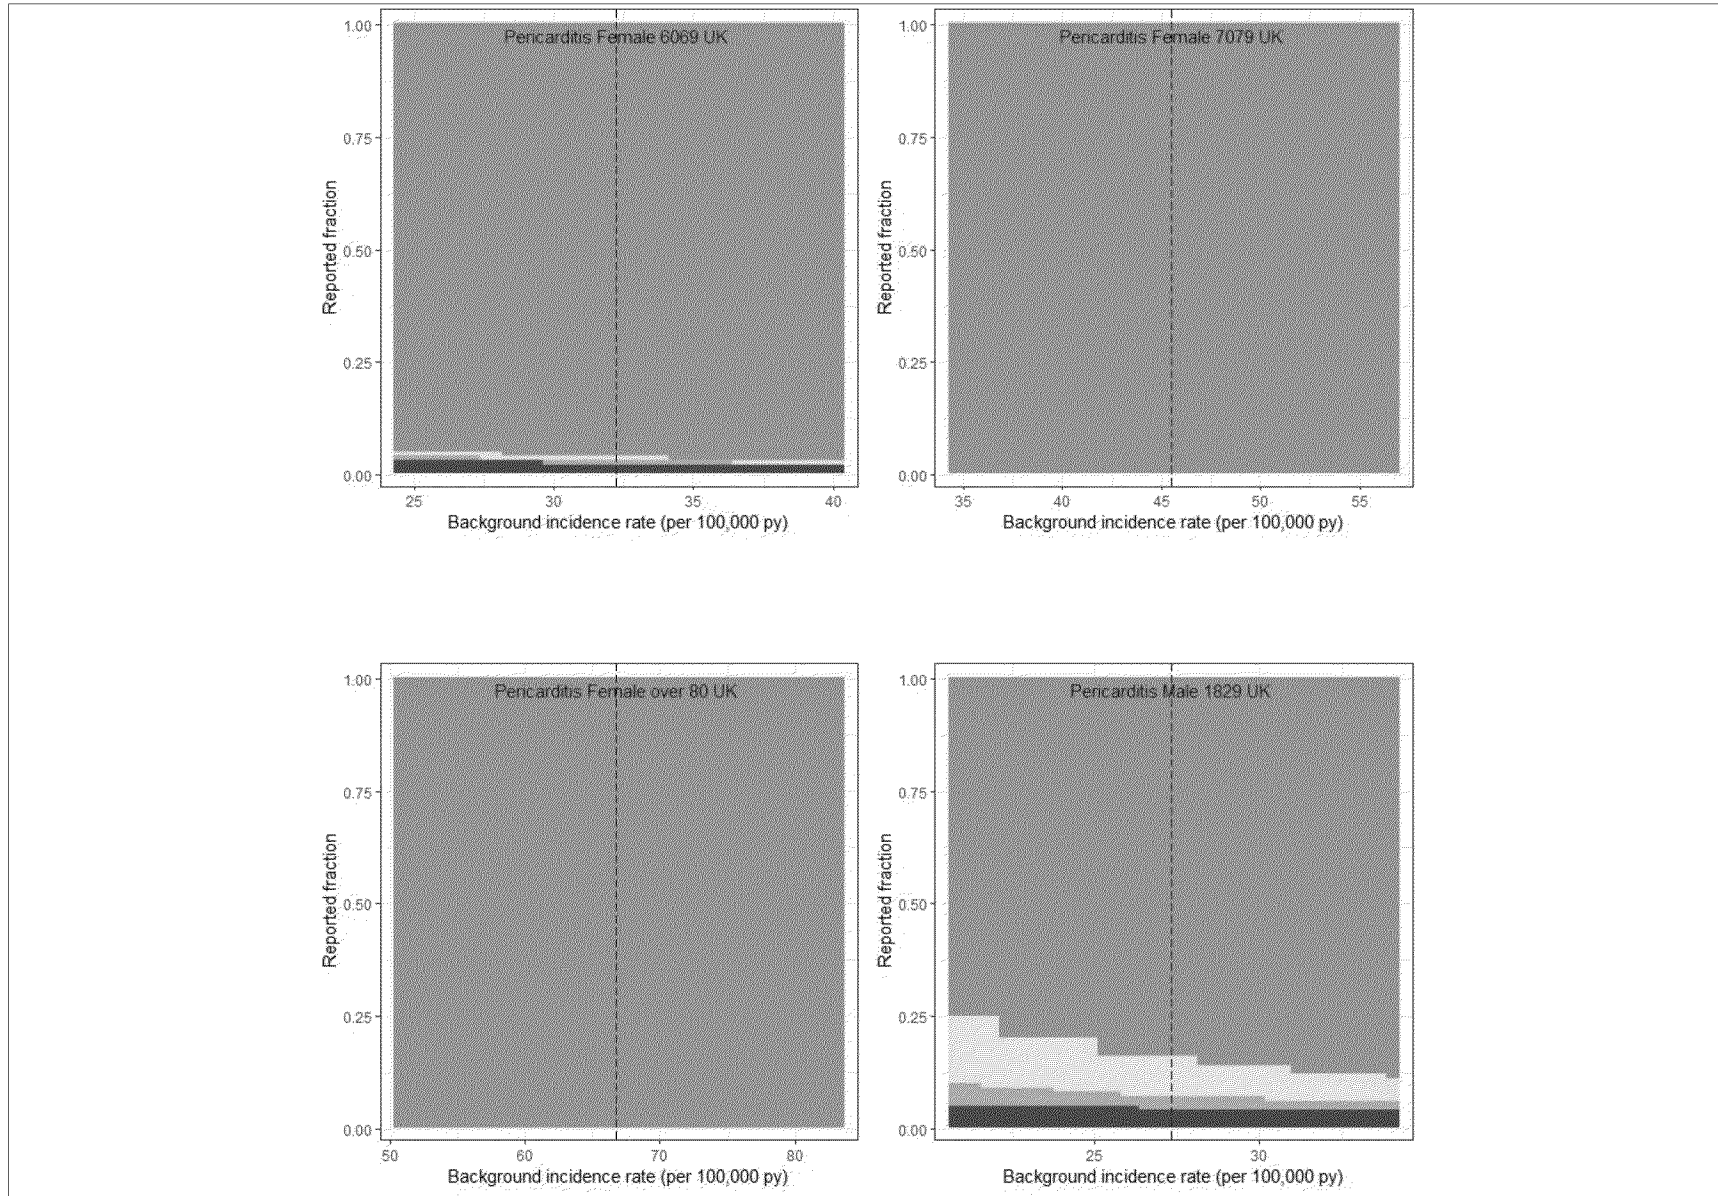 Pericarditis Female 6069 UK
1.00
0.75
0.50
0.25
0.00
Reported fraction
25 30 35 40
Background incidence rate (per 100,000 py)
Pericarditis Female 7079 UK
1.00
0.75
0.50
0.25
0.00
Reported fraction
35 40 45 50 55
Background incidence rate (per 100,000 py)
Pericarditis Female over 80 UK
1.00
0.75
0.50
0.25
0.00
Reported fraction
50 60 70 80
Background incidence rate (per 100,000 py)
Pericarditis Male 1829 UK
1.00
0.75
0.50
0.25
0.00
Reported fraction
25 30
Background incidence rate (per 100,000 py)